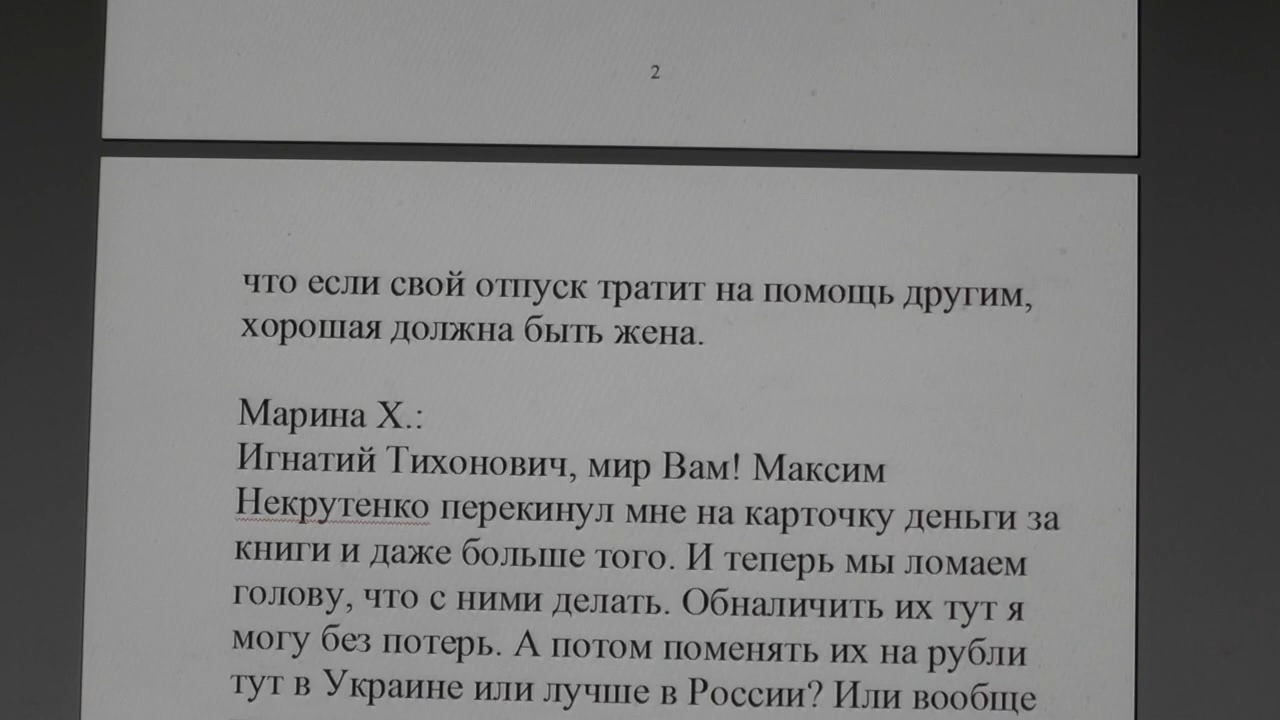 2
что если свой отпуск тратит на помощь другим,
хорошая должна быть жена.
Марина Х.:
Игнатий Тихонович, мир Вам! Максим
Некрутенко перекинул мне на карточку деньги за
книги и даже больше того. И теперь мы ломаем
голову, что с ними делать. Обналичить их тут я
могу без потерь. А потом поменять их на рубли
тут в Украине или лучше в России? Или вообще